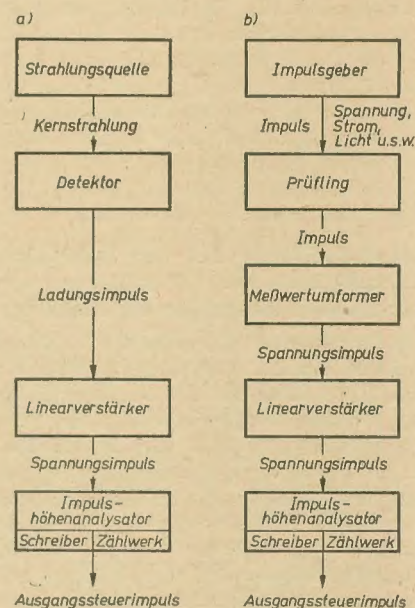 a)
Strahlungsquelle
Kernstrahlung
Detektor
Ladungsimpuls
Linearverstärker
Spannungsimpuls
Impuls-
höhenanalysator
Schreiber Zählwerk
Ausgangssteuerimpuls
b)
Impulsgeber
Impuls
Spannung,
Strom,
Licht u.s.w.
Prüfling
Impuls
Meßwertumformer
Spannungsimpuls
Linearverstärker
Spannungsimpuls
Impuls-
höhenanalysator
Schreiber Zählwerk
Ausgangssteuerimpuls